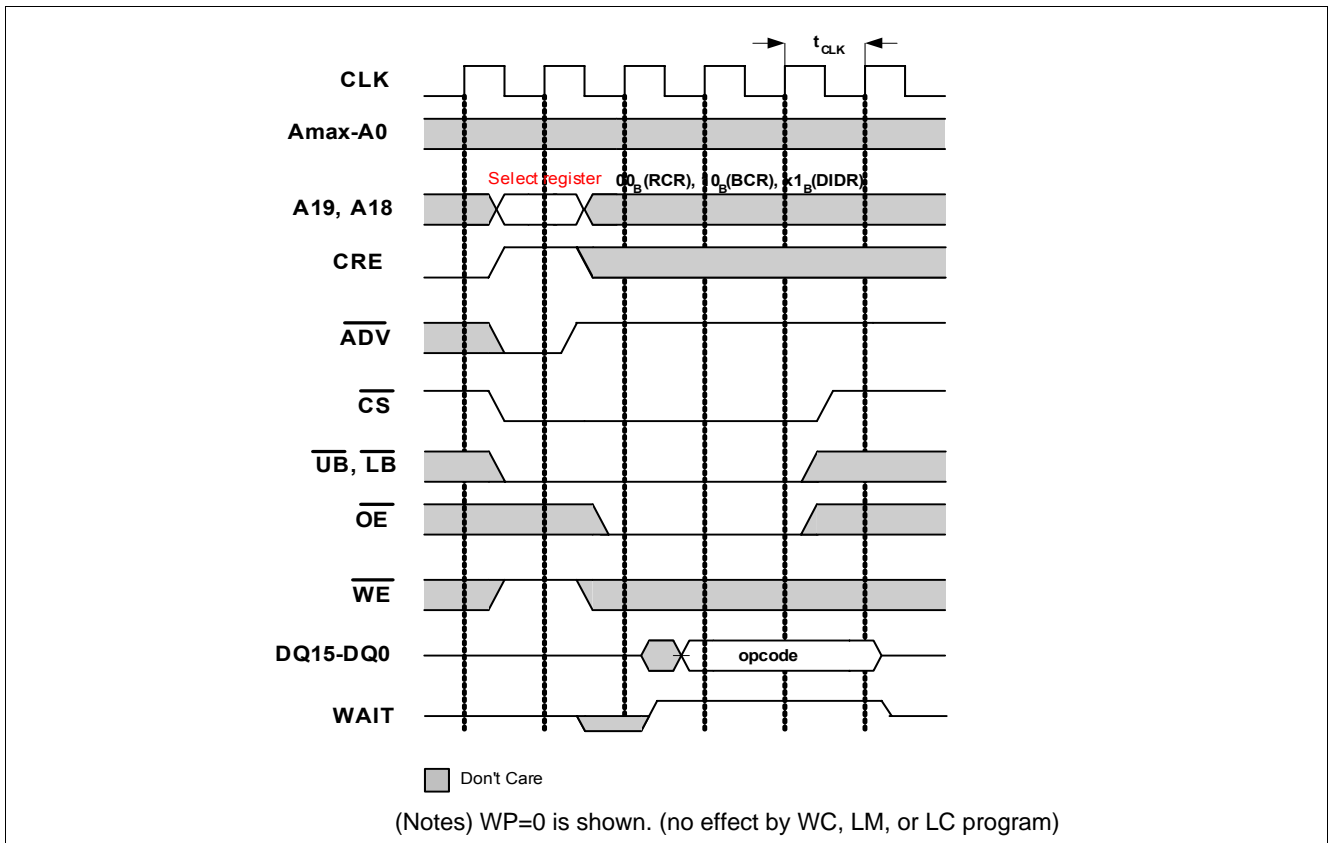 tCLK
CLK
Amax-A0
Select register 00B(RCR), 10B(BCR), x1B(DIDR)
A19, A18
CRE
ADV
CS
UB, LB
OE
WE
DQ15-DQ0
opcode
WAIT
Don't Care
(Notes) WP=0 is shown. (no effect by WC, LM, or LC program)